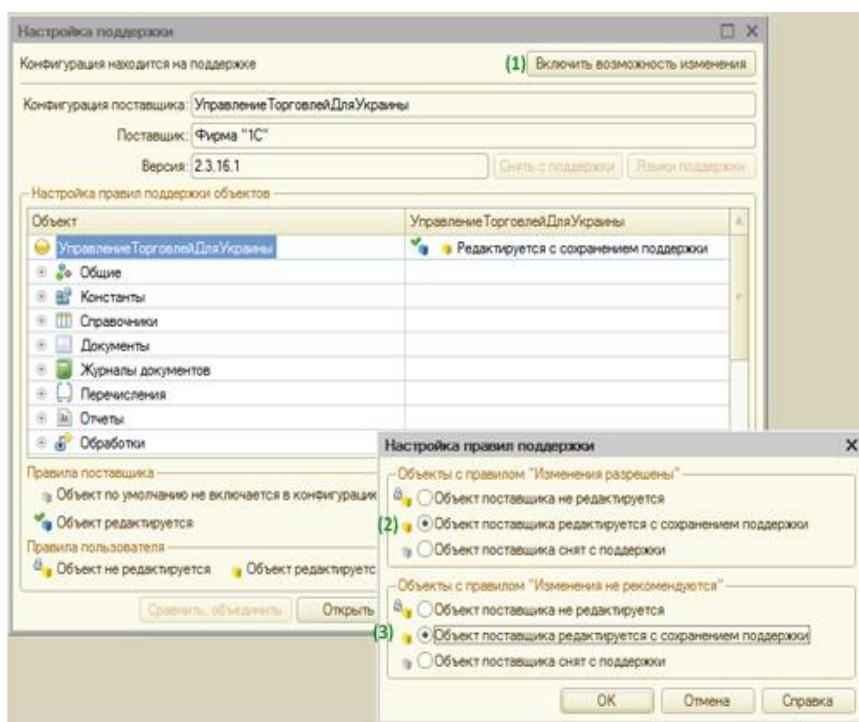 Настройка поддержки
Конфигурация находится на поддержке
(1) Включить возможность изменения
Конфигурация поставщика: УправлениеТорговлейДляУкраины
Поставщик: Фирма "1С"
Версия: 2.3.16.1 Снять с поддержки Языки поддержки
Настройка правил поддержки объектов
Объект УправлениеТорговлейДляУкраины
УправлениеТорговлейДляУкраины Редактируется с сохранением поддержки
Общие
Константы
Справочники
Документы
Журналы документов
Перечисления
Отчеты
Обработки
Правила поставщика
Объект по умолчанию не включается в конфигурацию
Объект редактируется
Правила пользователя
Объект не редактируется Объект редактируетс
Сравнить, объединить Открыть
Настройка правил поддержки
Объекты с правилом "Изменения разрешены"
Объект поставщика не редактируется
(2) Объект поставщика редактируется с сохранением поддержки
Объект поставщика снят с поддержки
Объекты с правилом "Изменения не рекомендуются"
Объект поставщика не редактируется
(3) Объект поставщика редактируется с сохранением поддержки
Объект поставщика снят с поддержки
OK Отмена Справка